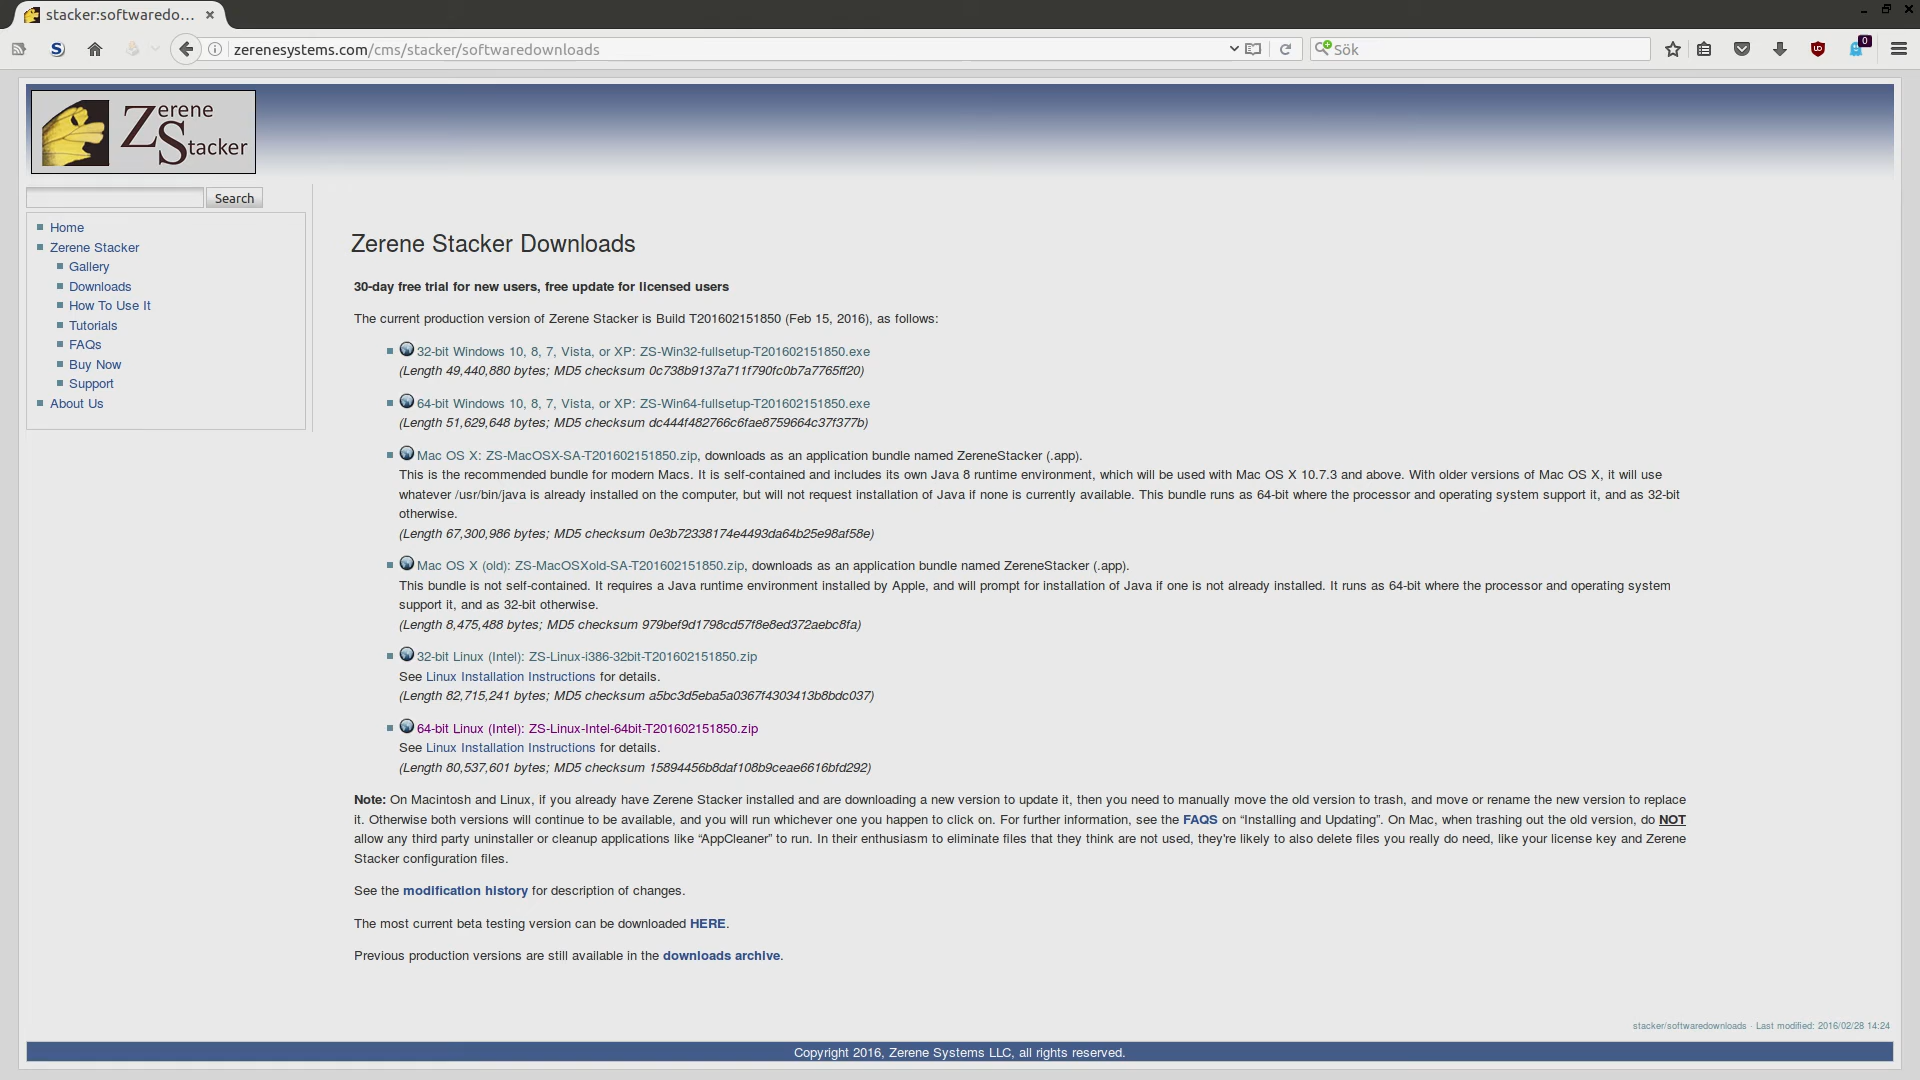 stacker:softwaredo...
zerenesystems.com/cms/stacker/softwaredownloads
Sök
0
Zerene
Stacker
Search
Home
Zerene Stacker
Gallery
Downloads
How To Use It
Tutorials
FAQs
Buy Now
Support
About Us
Zerene Stacker Downloads
30-day free trial for new users, free update for licensed users
The current production version of Zerene Stacker is Build T201602151850 (Feb 15, 2016), as follows:
32-bit Windows 10, 8, 7, Vista, or XP: ZS-Win32-fullsetup-T201602151850.exe
(Length 49,440,880 bytes; MD5 checksum 0c738b9137a711f790fc0b7a7765ff20)
64-bit Windows 10, 8, 7, Vista, or XP: ZS-Win64-fullsetup-T201602151850.exe
(Length 51,629,648 bytes; MD5 checksum dc444f482766c6fae8759664c37f377b)
Mac OS X: ZS-MacOSX-SA-T201602151850.zip, downloads as an application bundle named ZereneStacker (.app).
This is the recommended bundle for modern Macs. It is self-contained and includes its own Java 8 runtime environment, which will be used with Mac OS X 10.7.3 and above. With older versions of Mac OS X, it will use
whatever /usr/bin/java is already installed on the computer, but will not request installation of Java if none is currently available. This bundle runs as 64-bit where the processor and operating system support it, and as 32-bit
otherwise.
(Length 67,300,986 bytes; MD5 checksum 0e3b72338174e4493da64b25e98af58e)
Mac OS X (old): ZS-MacOSXold-SA-T201602151850.zip, downloads as an application bundle named ZereneStacker (.app).
This bundle is not self-contained. It requires a Java runtime environment installed by Apple, and will prompt for installation of Java if one is not already installed. It runs as 64-bit where the processor and operating system
support it, and as 32-bit otherwise.
(Length 8,475,488 bytes; MD5 checksum 979bef9d1798cd57f8e8ed372aebc8fa)
32-bit Linux (Intel): ZS-Linux-i386-32bit-T201602151850.zip
See Linux Installation Instructions for details.
(Length 82,715,241 bytes; MD5 checksum a5bc3d5eba5a0367f4303413b8bdc037)
64-bit Linux (Intel): ZS-Linux-Intel-64bit-T201602151850.zip
See Linux Installation Instructions for details.
(Length 80,537,601 bytes; MD5 checksum 15894456b8daf108b9ceae6616bfd292)
Note: On Macintosh and Linux, if you already have Zerene Stacker installed and are downloading a new version to update it, then you need to manually move the old version to trash, and move or rename the new version to replace
it. Otherwise both versions will continue to be available, and you will run whichever one you happen to click on. For further information, see the FAQS on “Installing and Updating”. On Mac, when trashing out the old version, do NOT
allow any third party uninstaller or cleanup applications like “AppCleaner” to run. In their enthusiasm to eliminate files that they think are not used, they're likely to also delete files you really do need, like your license key and Zerene
Stacker configuration files.
See the modification history for description of changes.
The most current beta testing version can be downloaded HERE.
Previous production versions are still available in the downloads archive.
stacker/softwaredownloads · Last modified: 2016/02/28 14:24
Copyright 2016, Zerene Systems LLC, all rights reserved.